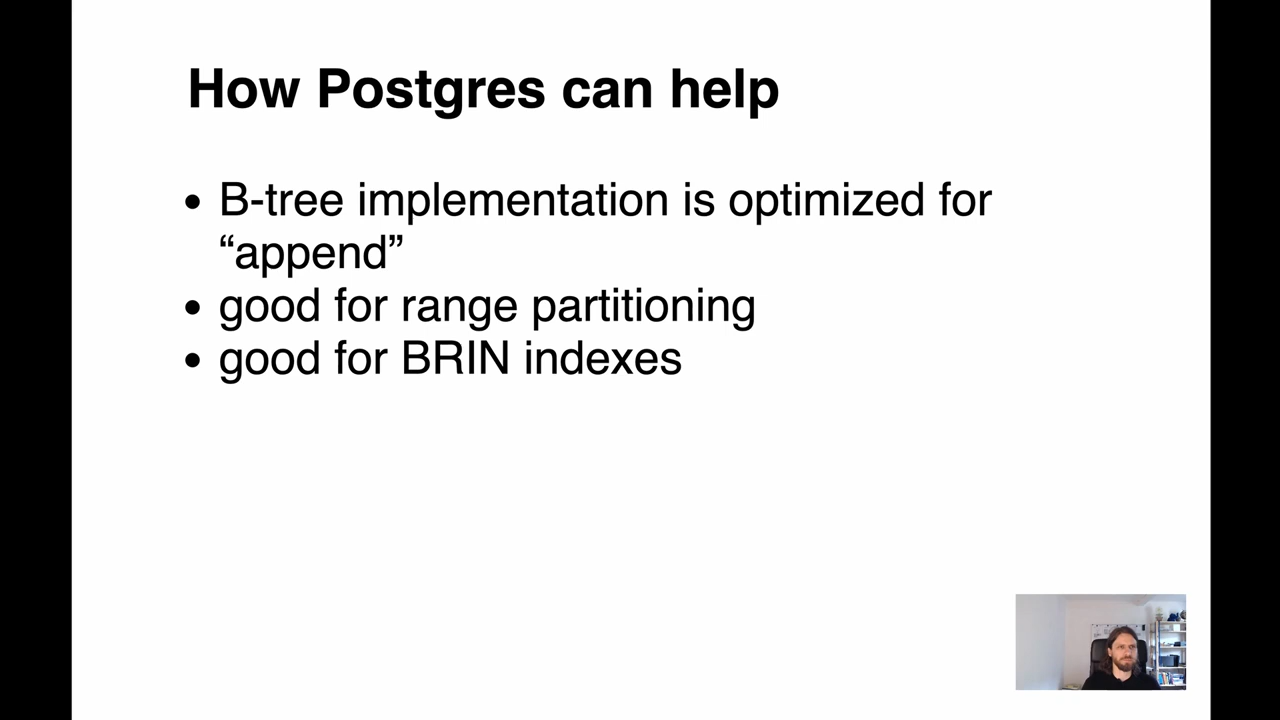 How Postgres can help
• B-tree implementation is optimized for
“append”
• good for range partitioning
• good for BRIN indexes